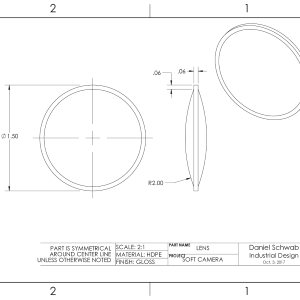 2
1
.06
.06
Ø1.50
R2.00
PART IS SYMMETRICAL
AROUND CENTER LINE
UNLESS OTHERWISE NOTED
SCALE: 2:1
MATERIAL: HDPE
FINISH: GLOSS
PART NAME
LENS
PROJECT
SOFT CAMERA
Daniel Schwab
Industrial Design
Oct. 3, 2017
2
1